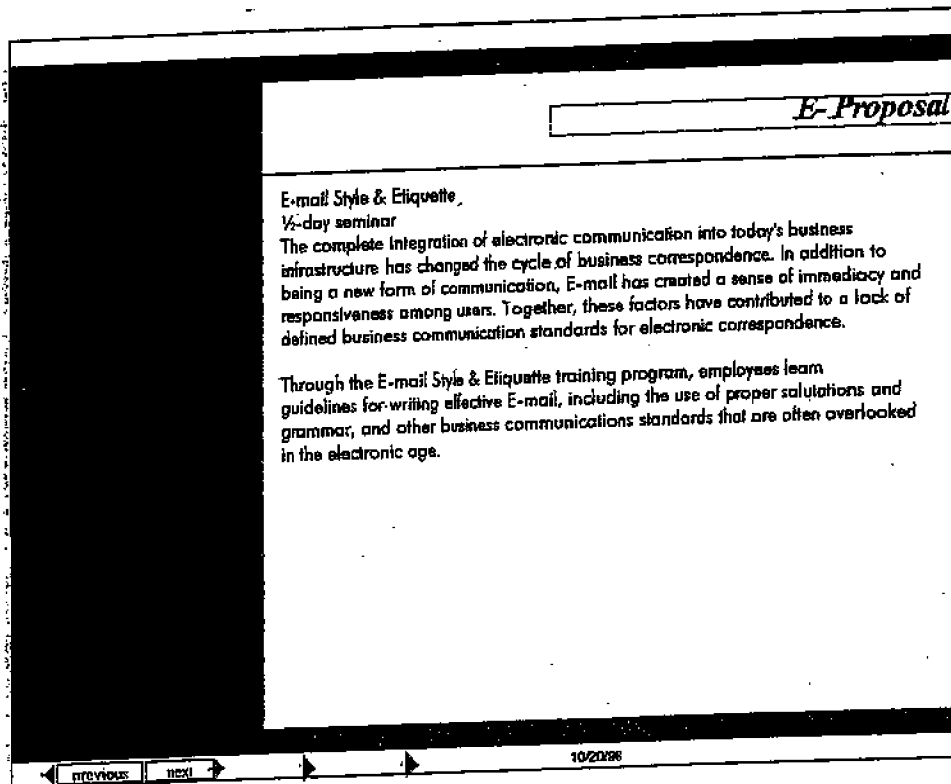 E-Proposal
E-mail Style & Etiquette
½-day seminar
The complete Integration of electronic communication into today's business
infrastructure has changed the cycle of business correspondence. In addition to
being a new form of communication, E-mail has created a sense of immediacy and
responsiveness among users. Together, these factors have contributed to a lack of
defined business communication standards for electronic correspondence.
Through the E-mail Style & Etiquette training program, employees learn
guidelines for writing effective E-mail, including the use of proper salutations and
grammar, and other business communications standards that are often overlooked
in the electronic age.
previous next 10/20/98